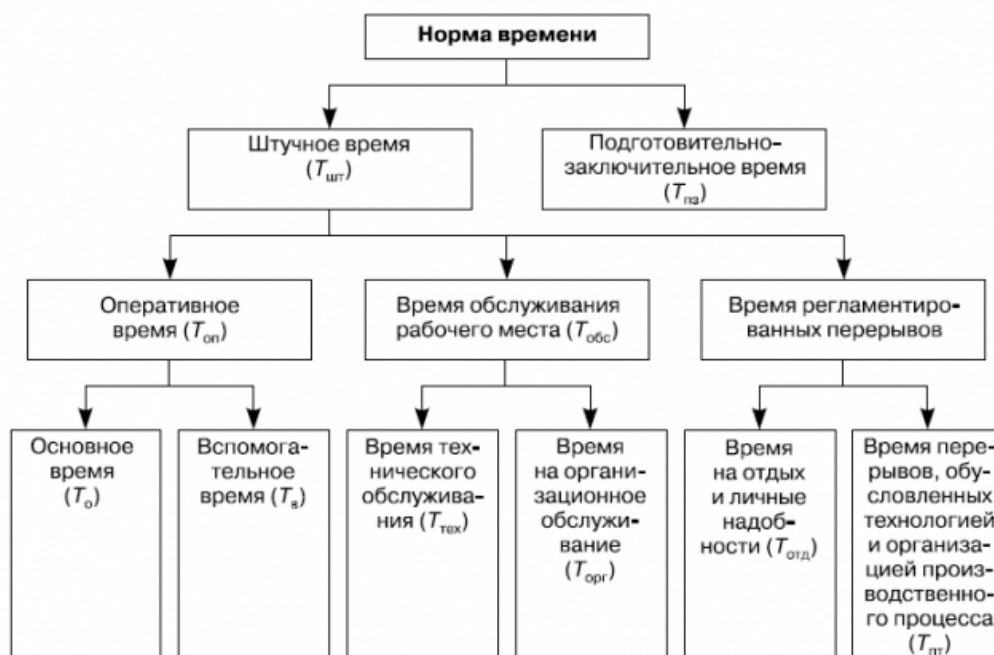 Норма времени
Штучное время
(Tшт)
Подготовительно-
заключительное время
(Tпз)
Оперативное
время (Tоп)
Время обслуживания
рабочего места (Tобс)
Время регламентиро-
ванных перерывов
Основное
время
(Tо)
Вспомога-
тельное
время (Tв)
Время тех-
нического
обслужива-
ния (Tтех)
Время
на органи-
зационное
обслужи-
вание
(Tорг)
Время
на отдых
и личные
надоб-
ности (Tотд)
Время пере-
рывов, обу-
словленных
технологией
и организа-
цией произ-
водственно-
го процесса
(Tпт)